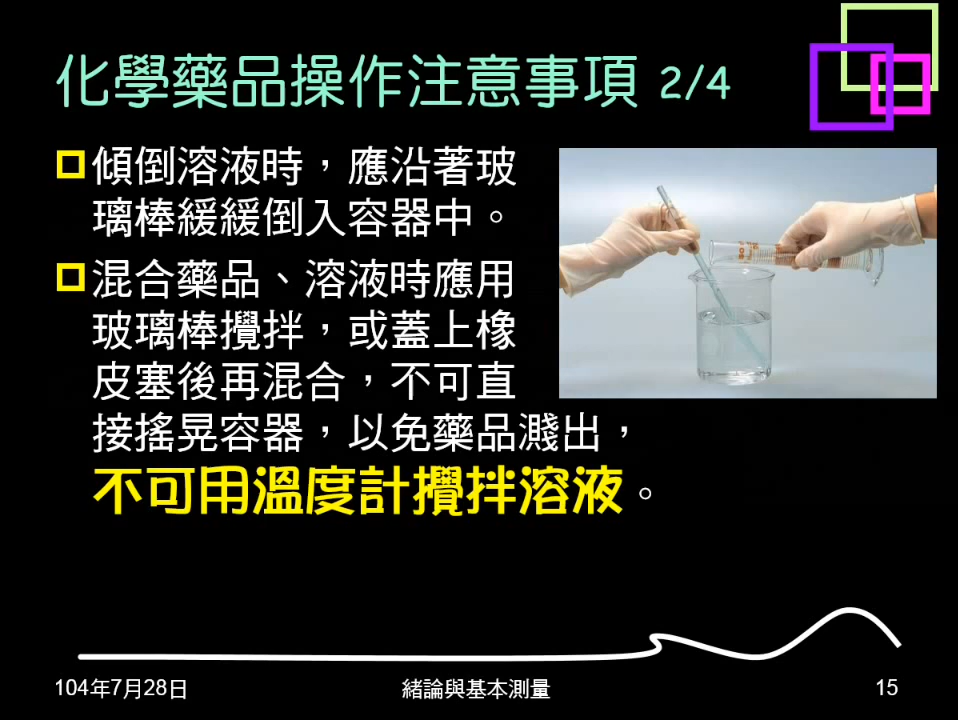 化學藥品操作注意事項 2/4
傾倒溶液時，應沿著玻
璃棒緩緩倒入容器中。
混合藥品、溶液時應用
玻璃棒攪拌，或蓋上橡
皮塞後再混合，不可直
接搖晃容器，以免藥品濺出，
不可用溫度計攪拌溶液。
104年7月28日
緒論與基本測量
15